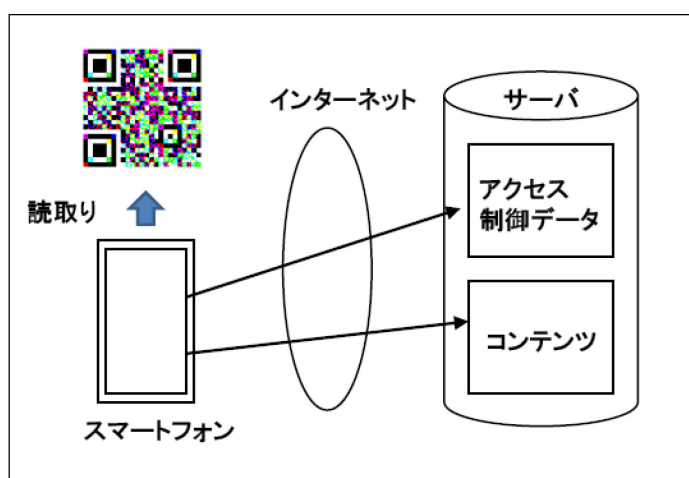 インターネット
サーバ
アクセス
制御データ
読取り
コンテンツ
スマートフォン